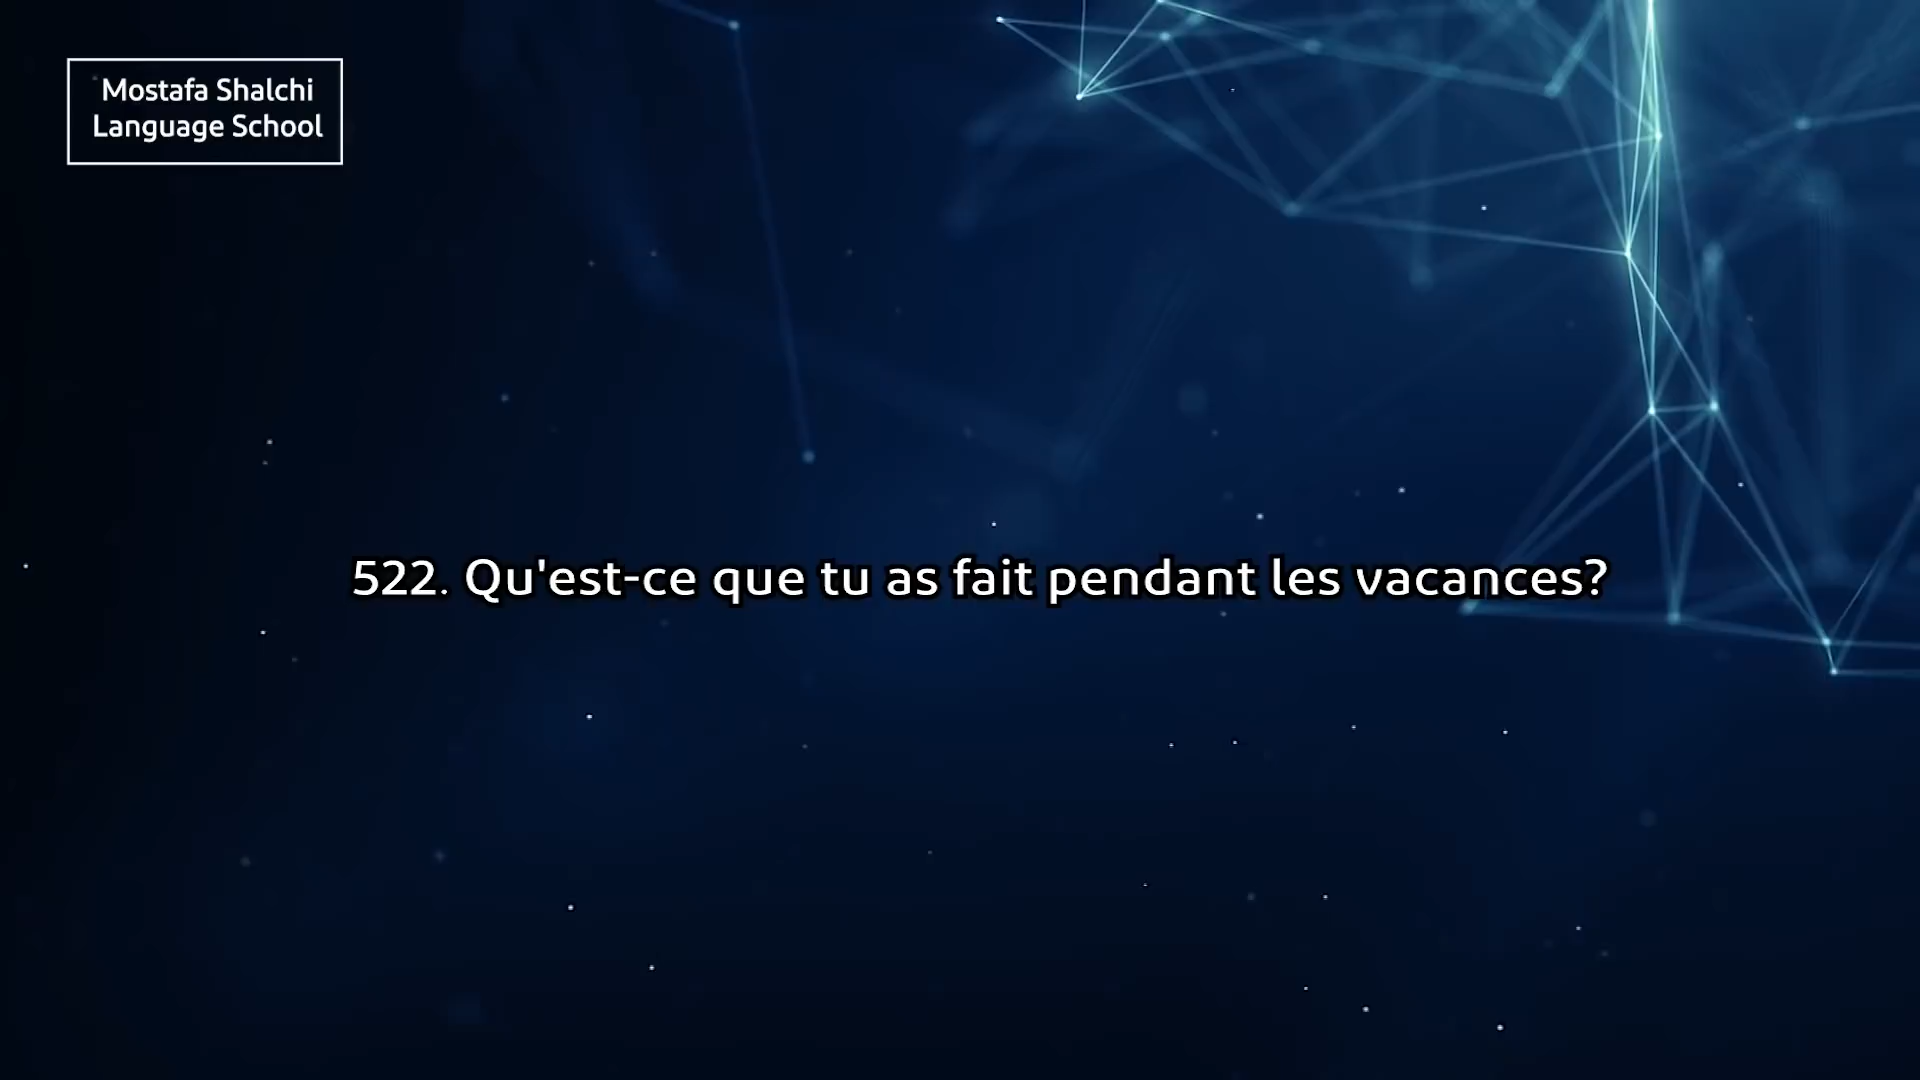 Mostafa Shalchi
Language School
522. Qu'est-ce que tu as fait pendant les vacances?